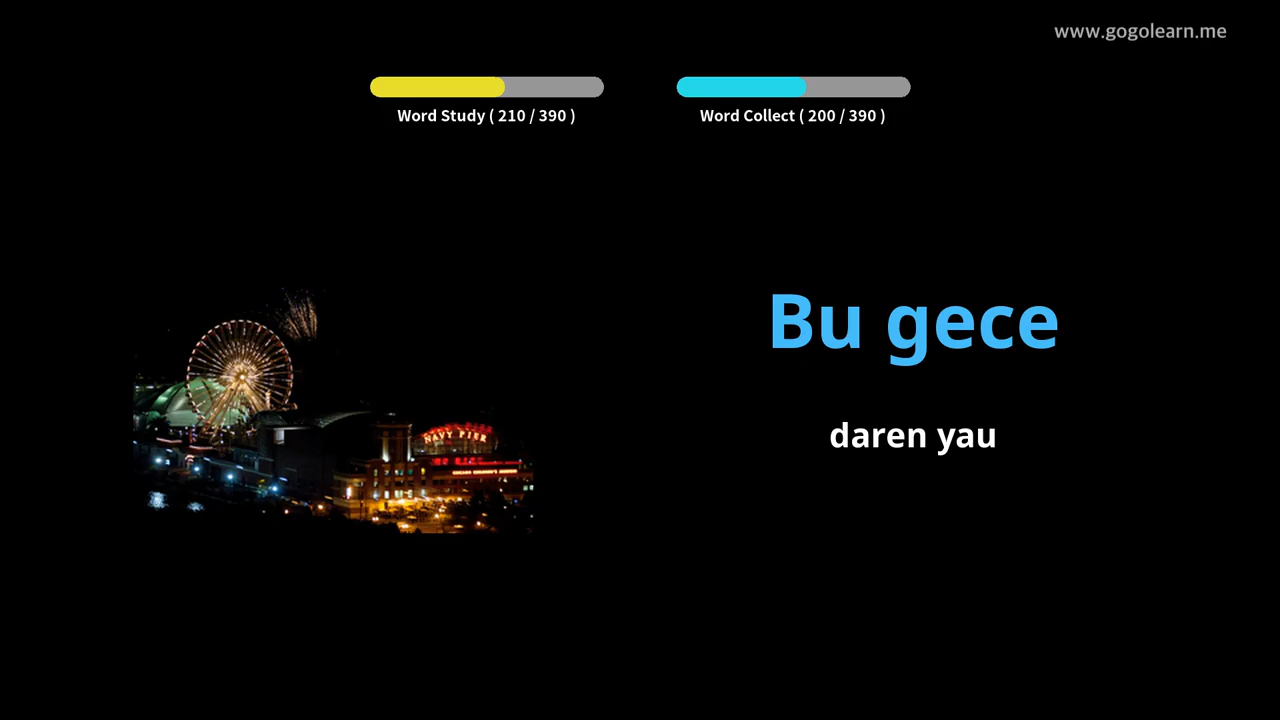 www.gogolearn.me
Word Study ( 210 / 390 )
Word Collect ( 200 / 390 )
Bu gece
daren yau
NAVY PIER